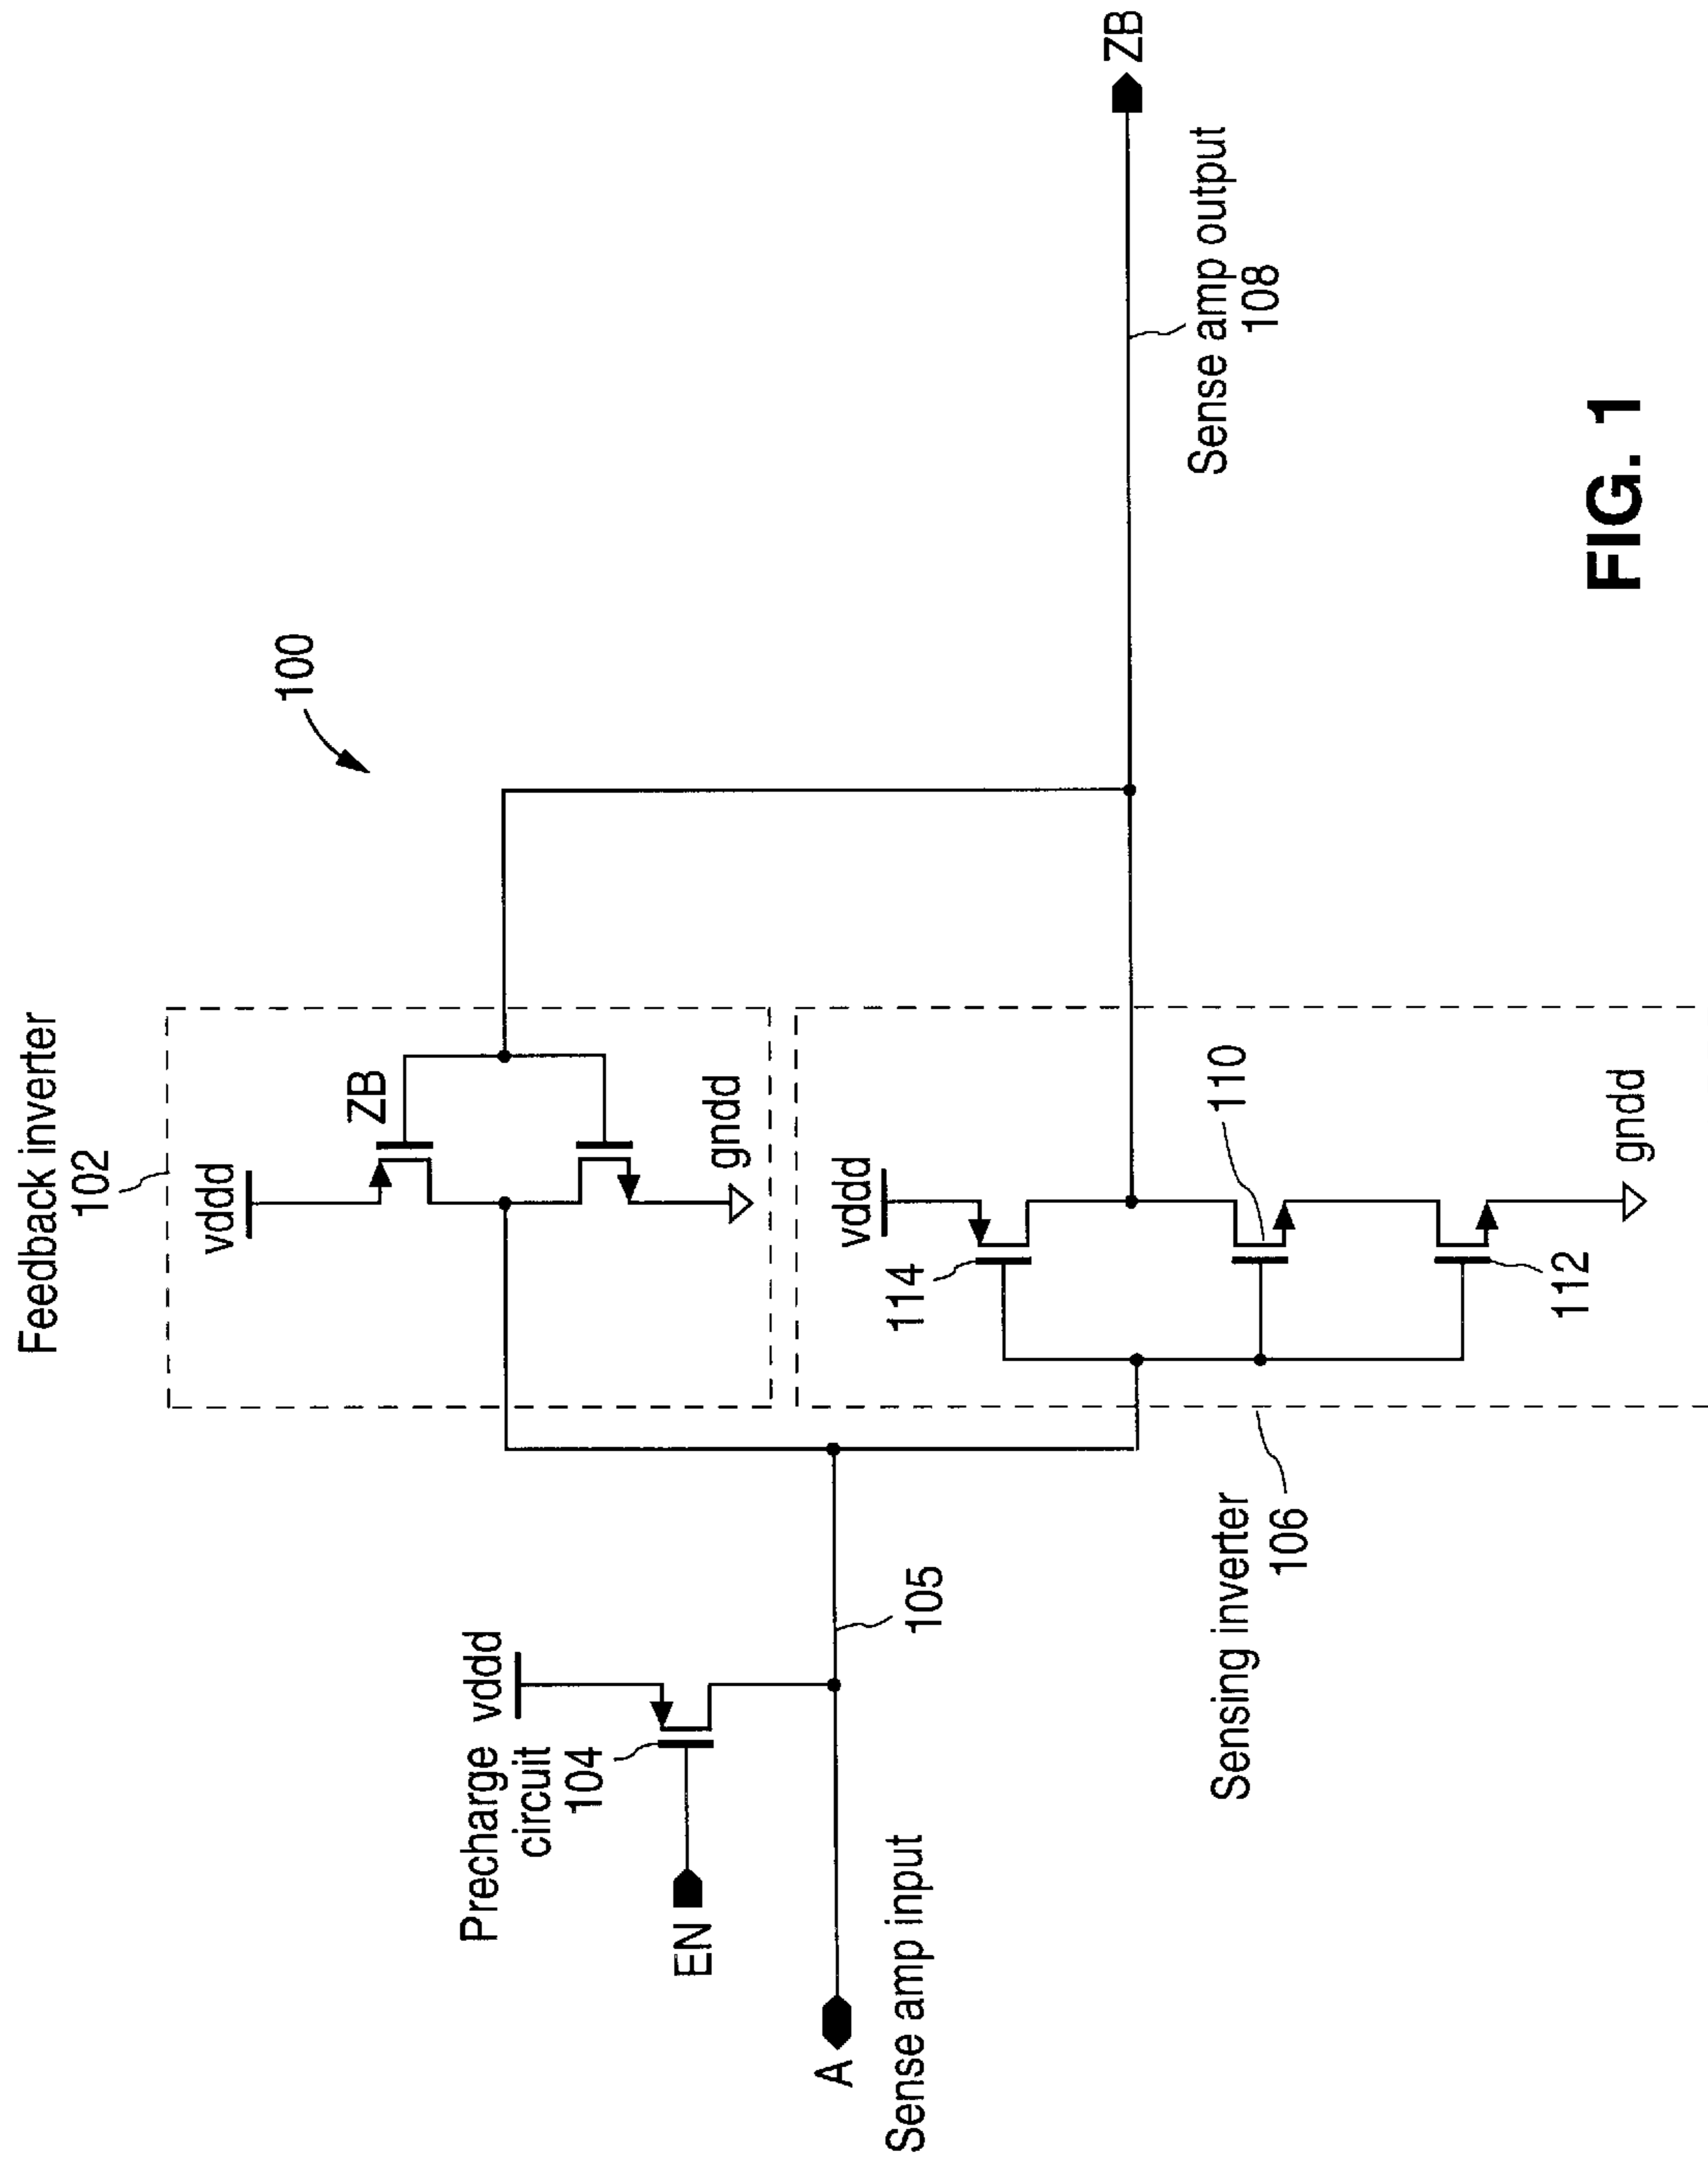 Feedback inverter
102
100
vddd
ZB
gndd
Precharge
circuit
104
vddd
EN
A
Sense amp input
105
Sensing inverter
106
vddd
114
110
112
gndd
ZB
Sense amp output
108
FIG. 1